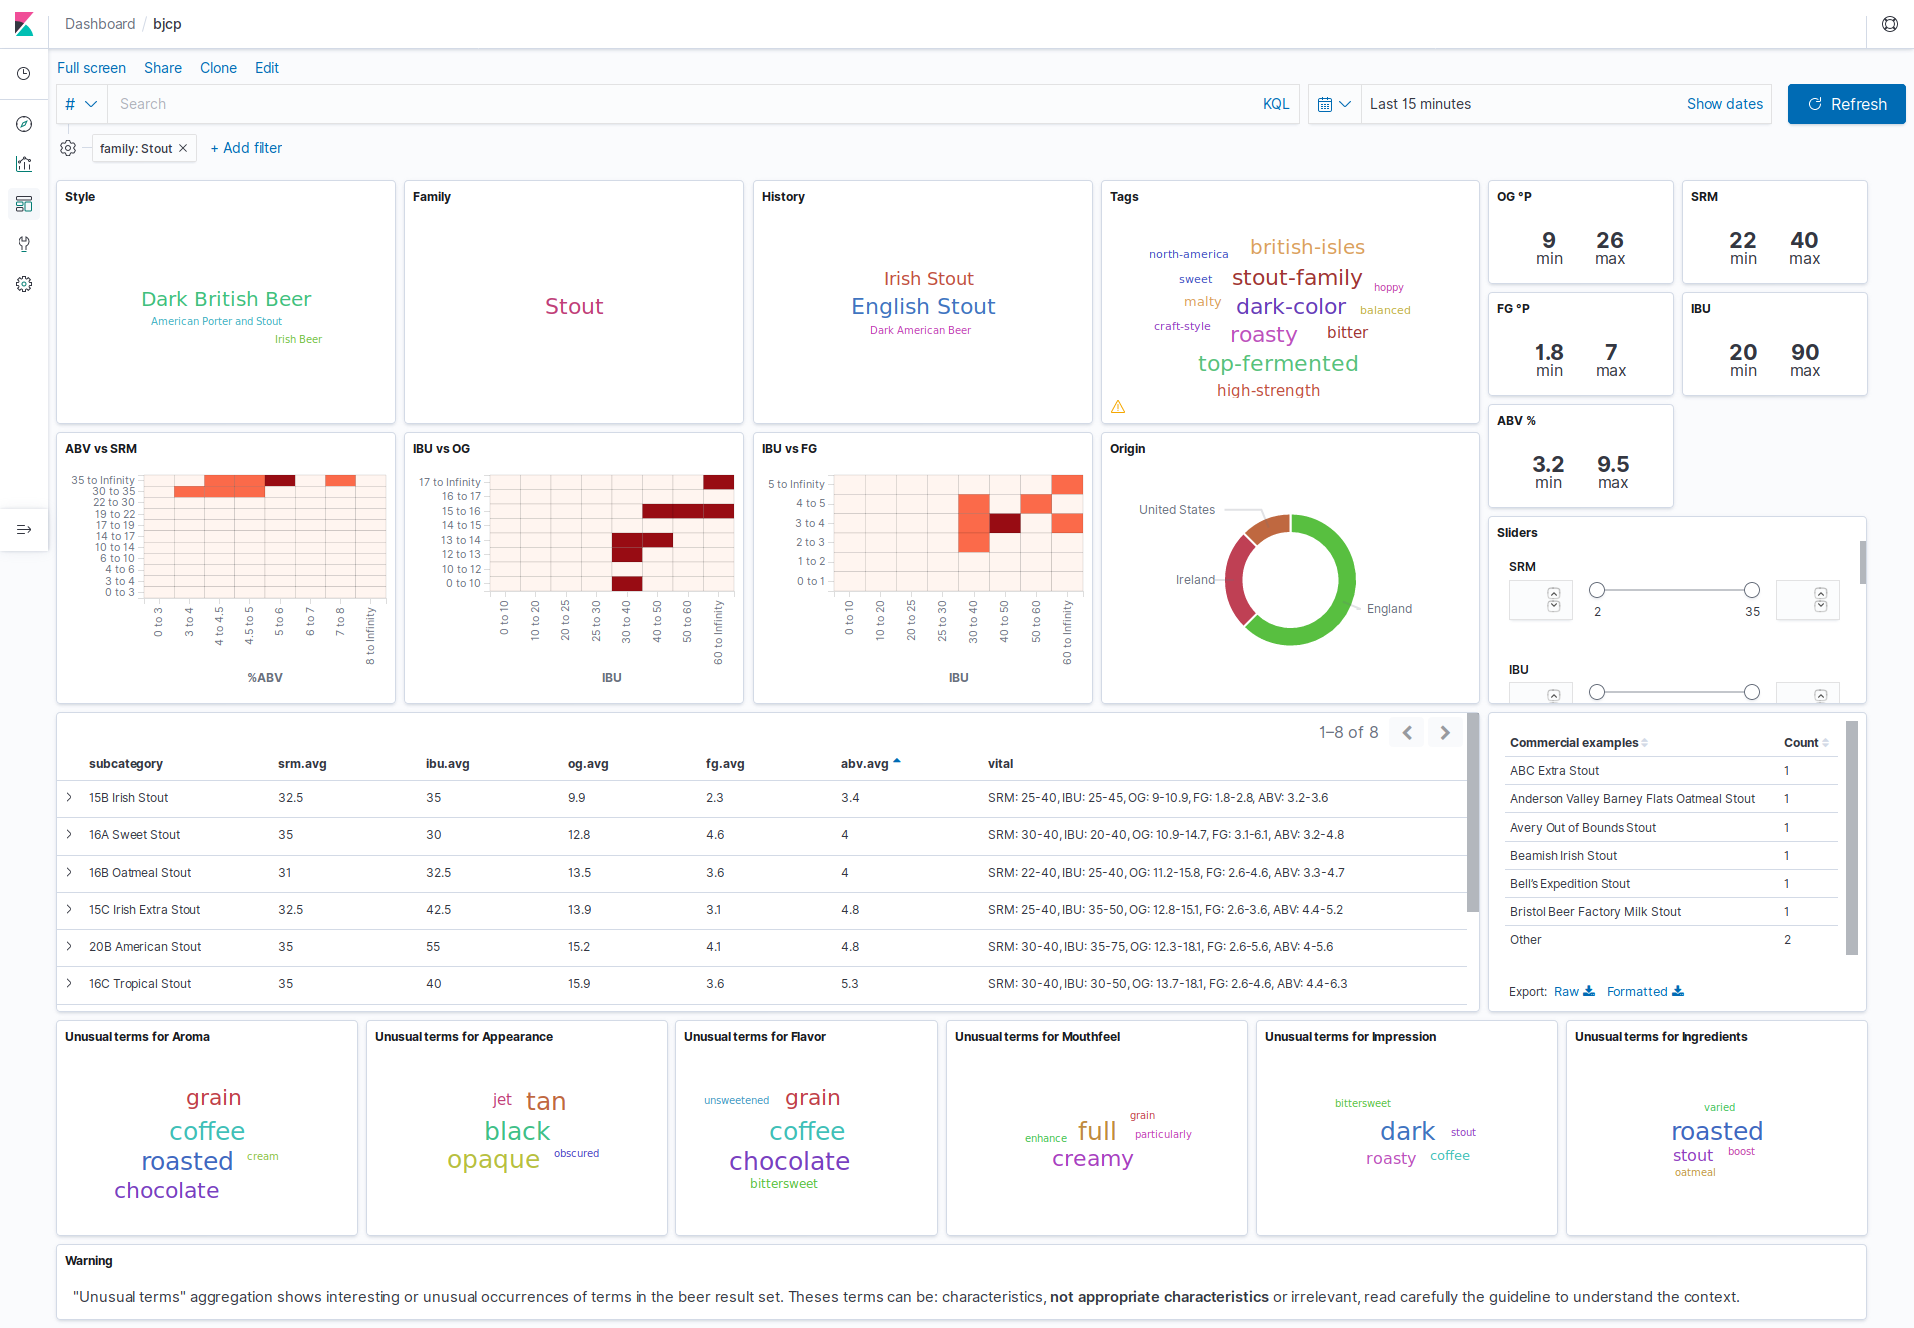 Dashboard / bjcp
Full screen Share Clone Edit
# Search KQL Last 15 minutes Show dates Refresh
family: Stout × + Add filter
Style
Dark British Beer
American Porter and Stout
Irish Beer
Family
Stout
History
Irish Stout
English Stout
Dark American Beer
Tags
british-isles
north-america
stout-family
sweet
hoppy
malty
dark-color
balanced
craft-style
roasty
bitter
top-fermented
high-strength
OG °P
9 26
min max
SRM
22 40
min max
FG °P
1.8 7
min max
IBU
20 90
min max
ABV %
3.2 9.5
min max
ABV vs SRM
35 to Infinity
30 to 35
22 to 30
19 to 22
17 to 19
14 to 17
10 to 14
6 to 10
4 to 6
3 to 4
0 to 3
0 to 3
3 to 4
4 to 4.5
4.5 to 5
5 to 6
6 to 7
7 to 8
8 to Infinity
%ABV
IBU vs OG
17 to Infinity
16 to 17
15 to 16
14 to 15
13 to 14
12 to 13
10 to 12
0 to 10
0 to 10
10 to 20
20 to 25
25 to 30
30 to 40
40 to 50
50 to 60
60 to Infinity
IBU
IBU vs FG
5 to Infinity
4 to 5
3 to 4
2 to 3
1 to 2
0 to 1
0 to 10
10 to 20
20 to 25
25 to 30
30 to 40
40 to 50
50 to 60
60 to Infinity
IBU
Origin
United States
Ireland
England
Sliders
SRM
2 35
IBU
1–8 of 8
subcategory srm.avg ibu.avg og.avg fg.avg abv.avg vital
15B Irish Stout 32.5 35 9.9 2.3 3.4 SRM: 25-40, IBU: 25-45, OG: 9-10.9, FG: 1.8-2.8, ABV: 3.2-3.6
16A Sweet Stout 35 30 12.8 4.6 4 SRM: 30-40, IBU: 20-40, OG: 10.9-14.7, FG: 3.1-6.1, ABV: 3.2-4.8
16B Oatmeal Stout 31 32.5 13.5 3.6 4 SRM: 22-40, IBU: 25-40, OG: 11.2-15.8, FG: 2.6-4.6, ABV: 3.3-4.7
15C Irish Extra Stout 32.5 42.5 13.9 3.1 4.8 SRM: 25-40, IBU: 35-50, OG: 12.8-15.1, FG: 2.6-3.6, ABV: 4.4-5.2
20B American Stout 35 55 15.2 4.1 4.8 SRM: 30-40, IBU: 35-75, OG: 12.3-18.1, FG: 2.6-5.6, ABV: 4-5.6
16C Tropical Stout 35 40 15.9 3.6 5.3 SRM: 30-40, IBU: 30-50, OG: 13.7-18.1, FG: 2.6-4.6, ABV: 4.4-6.3
Commercial examples Count
ABC Extra Stout 1
Anderson Valley Barney Flats Oatmeal Stout 1
Avery Out of Bounds Stout 1
Beamish Irish Stout 1
Bell's Expedition Stout 1
Bristol Beer Factory Milk Stout 1
Other 2
Export: Raw Formatted
Unusual terms for Aroma
grain
coffee
roasted
cream
chocolate
Unusual terms for Appearance
jet
tan
black
opaque
obscured
Unusual terms for Flavor
unsweetened
grain
coffee
chocolate
bittersweet
Unusual terms for Mouthfeel
grain
enhance
full
particularly
creamy
Unusual terms for Impression
bittersweet
dark
stout
roasty
coffee
Unusual terms for Ingredients
varied
roasted
stout
boost
oatmeal
Warning
"Unusual terms" aggregation shows interesting or unusual occurrences of terms in the beer result set. Theses terms can be: characteristics, not appropriate characteristics or irrelevant, read carefully the guideline to understand the context.